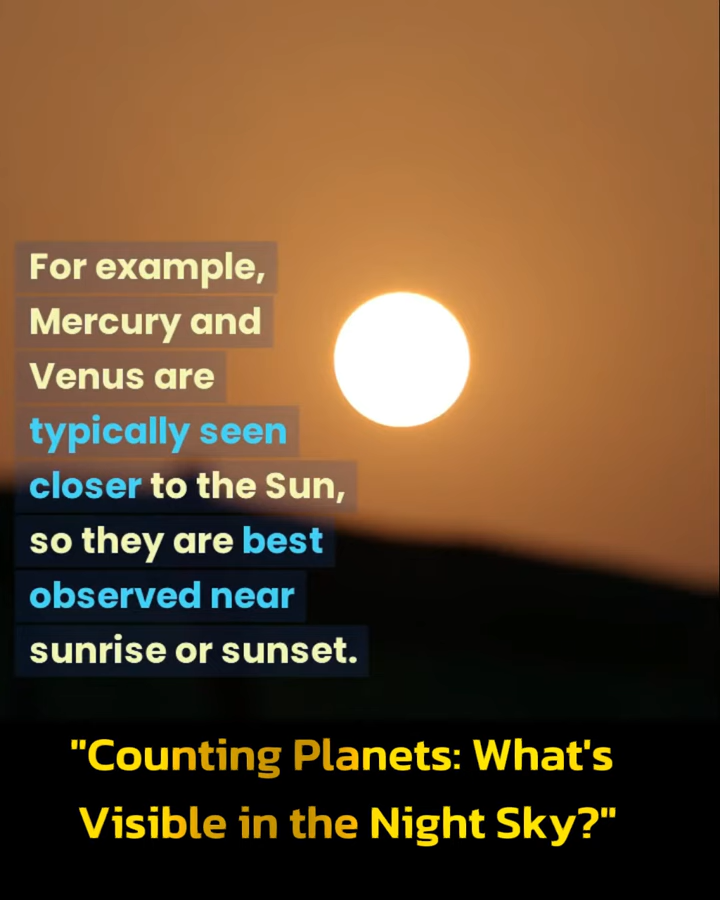 For example,
Mercury and
Venus are
typically seen
closer to the Sun,
so they are best
observed near
sunrise or sunset.
"Counting Planets: What's
Visible in the Night Sky?"